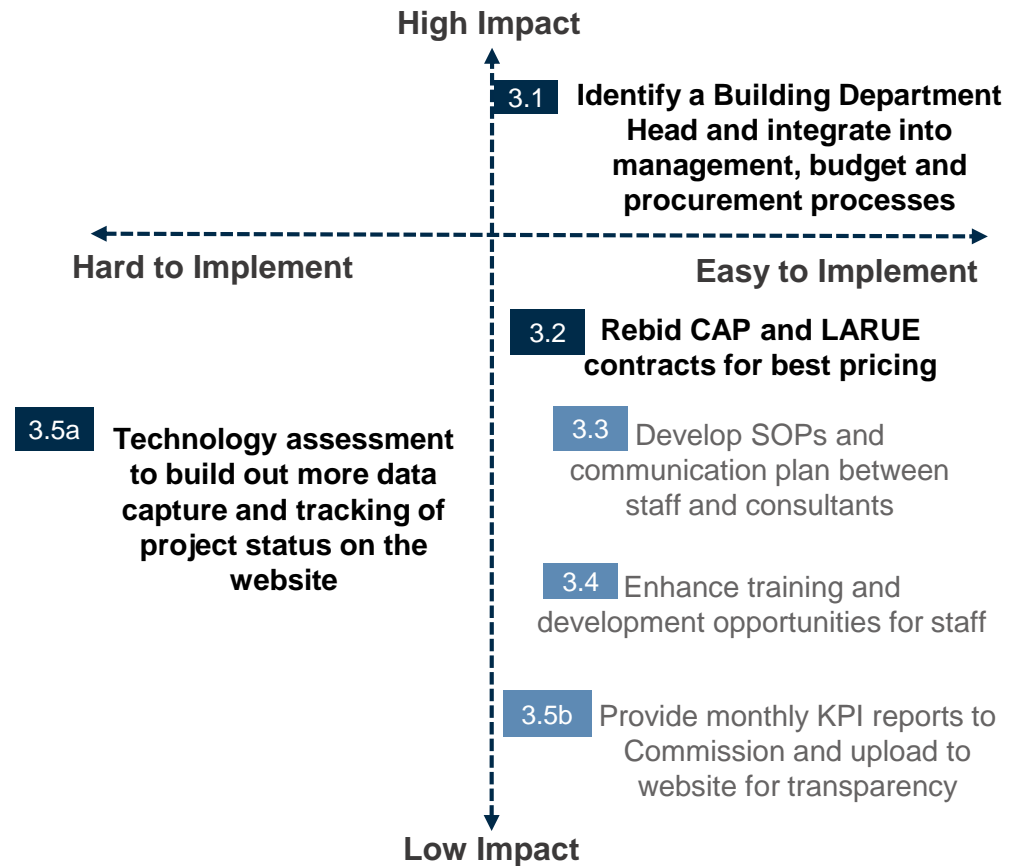 High Impact
3.1 Identify a Building Department
Head and integrate into
management, budget and
procurement processes
Hard to Implement
Easy to Implement
3.2 Rebid CAP and LARUE
contracts for best pricing
3.5a Technology assessment
to build out more data
capture and tracking of
project status on the
website
3.3 Develop SOPs and
communication plan between
staff and consultants
3.4 Enhance training and
development opportunities for staff
3.5b Provide monthly KPI reports to
Commission and upload to
website for transparency
Low Impact